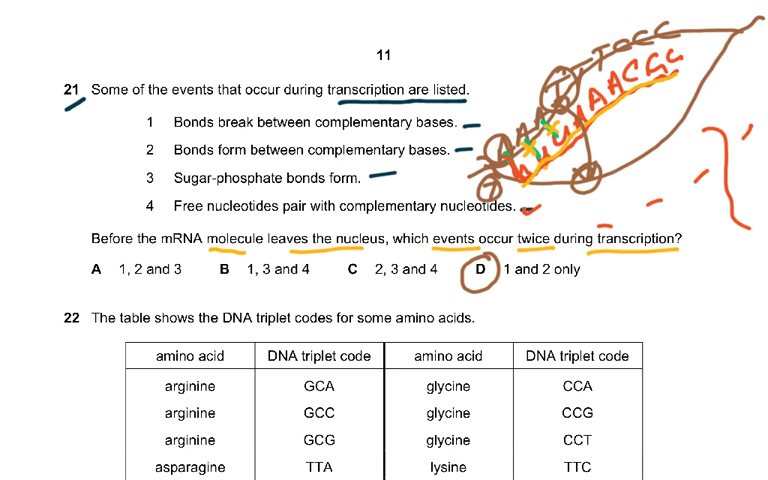 11
21 Some of the events that occur during transcription are listed.
1 Bonds break between complementary bases.
2 Bonds form between complementary bases.
3 Sugar-phosphate bonds form.
4 Free nucleotides pair with complementary nucleotides.
Before the mRNA molecule leaves the nucleus, which events occur twice during transcription?
A 1, 2 and 3 B 1, 3 and 4 C 2, 3 and 4 D 1 and 2 only
22 The table shows the DNA triplet codes for some amino acids.
amino acid DNA triplet code amino acid DNA triplet code
arginine GCA glycine CCA
arginine GCC glycine CCG
arginine GCG glycine CCT
asparagine TTA lysine TTC